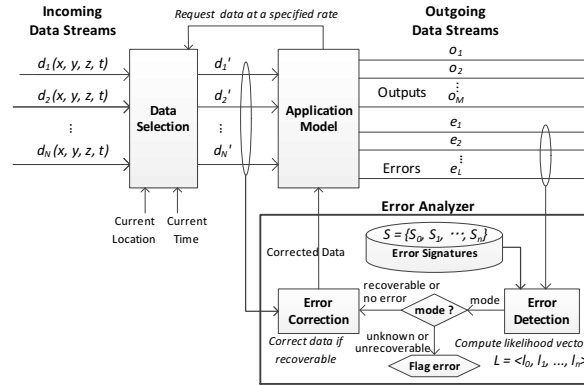 Incoming
Data Streams
Request data at a specified rate
Outgoing
Data Streams
d1(x, y, z, t)
d2(x, y, z, t)
⋮
dN(x, y, z, t)
Data
Selection
d1'
d2'
⋮
dN'
Application
Model
o1
o2
⋮
Outputs oM
e1
e2
⋮
Errors eL
Current
Location
Current
Time
Corrected Data
Error Analyzer
S = {S0, S1, ···, Sn}
Error Signatures
Error
Correction
recoverable or
no error
mode ?
mode
Error
Detection
Correct data if
recoverable
unknown or
unrecoverable
Flag error
Compute likelihood vector
L = <l0, l1, ..., ln>